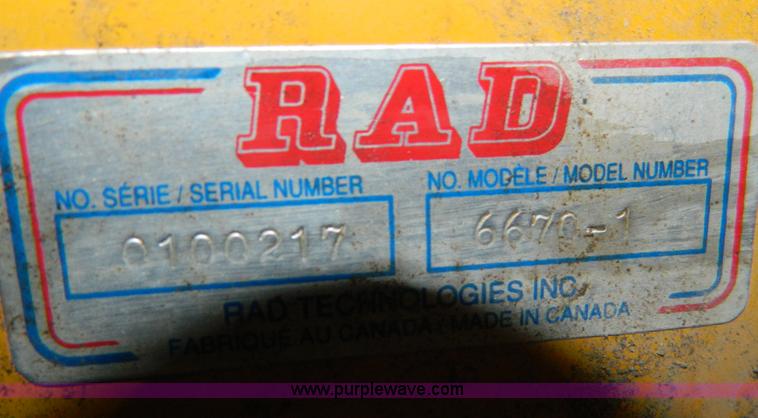 RAD
NO. SÉRIE / SERIAL NUMBER
NO. MODÈLE / MODEL NUMBER
0100217
6670-1
RAD TECHNOLOGIES INC.
FABRIQUÉ AU CANADA / MADE IN CANADA
www.purplewave.com